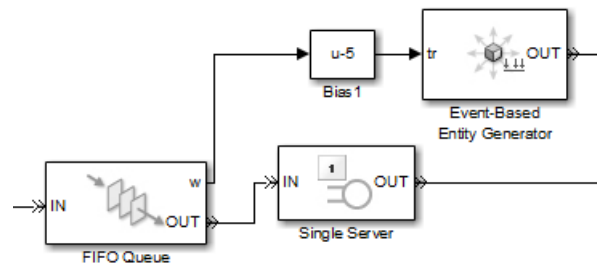 u-5
Bias1
tr
OUT
Event-Based
Entity Generator
IN
w
OUT
FIFO Queue
1
IN
OUT
Single Server